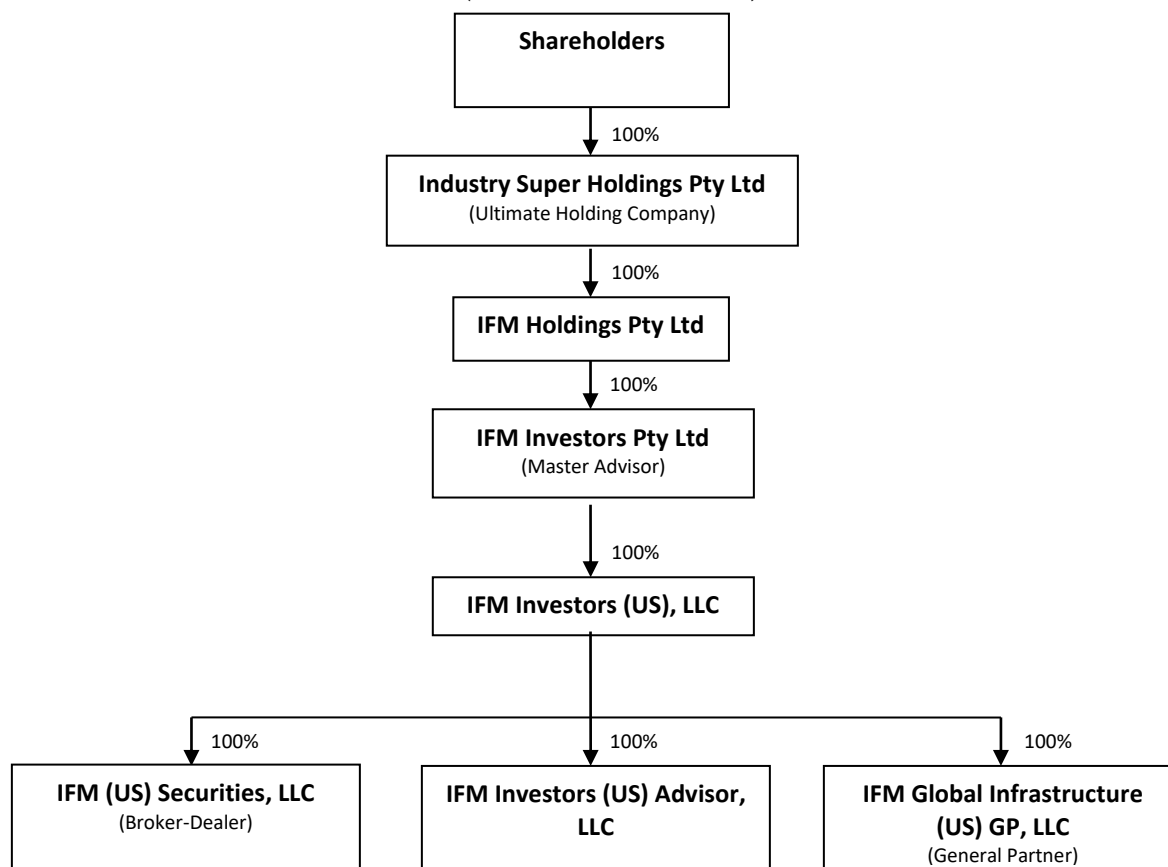 Shareholders
100%
Industry Super Holdings Pty Ltd
(Ultimate Holding Company)
100%
IFM Holdings Pty Ltd
100%
IFM Investors Pty Ltd
(Master Advisor)
100%
IFM Investors (US), LLC
100%
100%
100%
IFM (US) Securities, LLC
(Broker-Dealer)
IFM Investors (US) Advisor,
LLC
IFM Global Infrastructure
(US) GP, LLC
(General Partner)